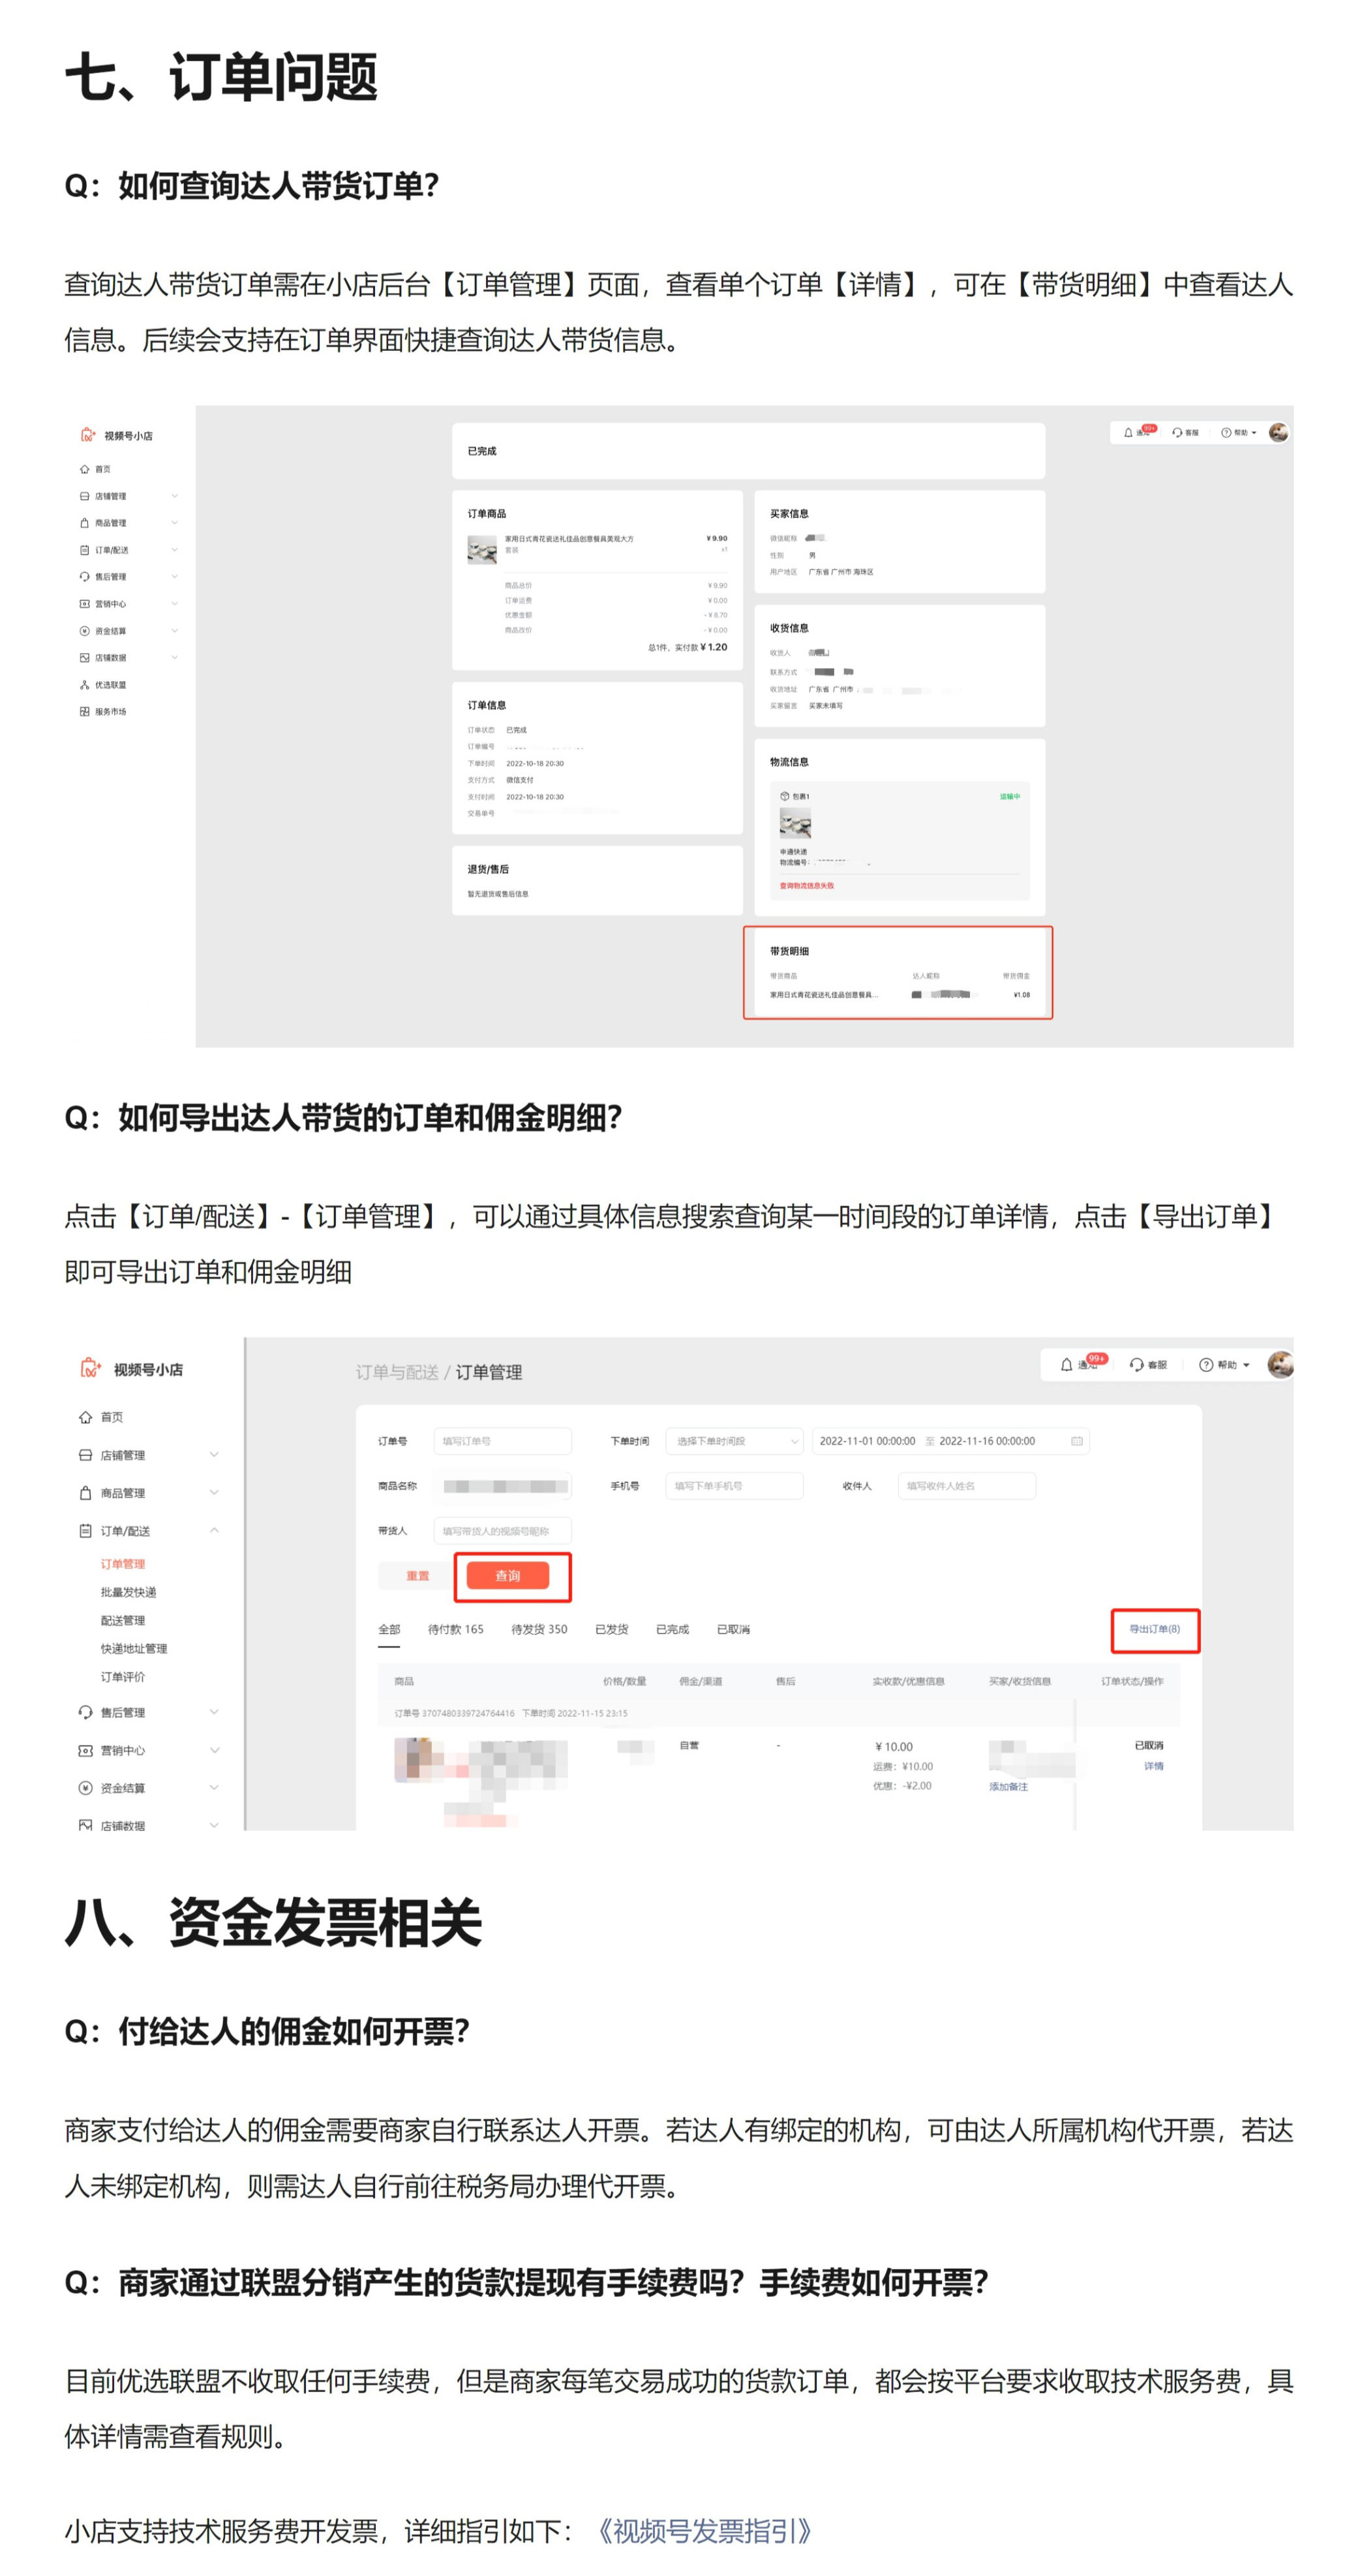 七、订单问题
Q：如何查询达人带货订单？
查询达人带货订单需在小店后台【订单管理】页面，查看单个订单【详情】，可在【带货明细】中查看达人
信息。后续会支持在订单界面快捷查询达人带货信息。
视频号小店
首页
店铺管理
商品管理
订单/配送
售后管理
营销中心
资金结算
店铺数据
优选联盟
服务市场
99+
客服
帮助
已完成
订单商品
家用日式青花瓷送礼佳品创意餐具美观大方 ¥9.90
套装 x1
商品总价 ¥9.90
订单运费 ¥0.00
优惠金额 -¥8.70
商品改价 -¥0.00
总1件，实付款 ¥1.20
订单信息
订单状态 已完成
订单编号
下单时间 2022-10-18 20:30
支付方式 微信支付
支付时间 2022-10-18 20:30
交易单号
退货/售后
暂无退货或售后信息
买家信息
微信昵称
性别 男
用户地区 广东省 广州市 海珠区
收货信息
收货人
联系方式
收货地址 广东省 广州市
买家留言 买家未填写
物流信息
包裹1 运输中
申通快递
物流编号：
查询物流信息失败
带货明细
带货商品 达人昵称 带货佣金
家用日式青花瓷送礼佳品创意餐具... ¥1.08
Q：如何导出达人带货的订单和佣金明细？
点击【订单/配送】-【订单管理】，可以通过具体信息搜索查询某一时间段的订单详情，点击【导出订单】
即可导出订单和佣金明细
视频号小店
首页
店铺管理
商品管理
订单/配送
订单管理
批量发快递
配送管理
快递地址管理
订单评价
售后管理
营销中心
资金结算
店铺数据
订单与配送 / 订单管理
通知 99+ 客服 帮助
订单号 填写订单号 下单时间 选择下单时间段 2022-11-01 00:00:00 至 2022-11-16 00:00:00
商品名称 手机号 填写下单手机号 收件人 填写收件人姓名
带货人 填写带货人的视频号昵称
重置 查询
全部 待付款 165 待发货 350 已发货 已完成 已取消 导出订单(8)
商品 价格/数量 佣金/渠道 售后 实收款/优惠信息 买家/收货信息 订单状态/操作
订单号 3707480339724764416 下单时间 2022-11-15 23:15
自营 - ¥10.00 已取消
运费：¥10.00 详情
优惠：-¥2.00 添加备注
八、资金发票相关
Q：付给达人的佣金如何开票？
商家支付给达人的佣金需要商家自行联系达人开票。若达人有绑定的机构，可由达人所属机构代开票，若达
人未绑定机构，则需达人自行前往税务局办理代开票。
Q：商家通过联盟分销产生的货款提现有手续费吗？手续费如何开票？
目前优选联盟不收取任何手续费，但是商家每笔交易成功的货款订单，都会按平台要求收取技术服务费，具
体详情需查看规则。
小店支持技术服务费开发票，详细指引如下：《视频号发票指引》